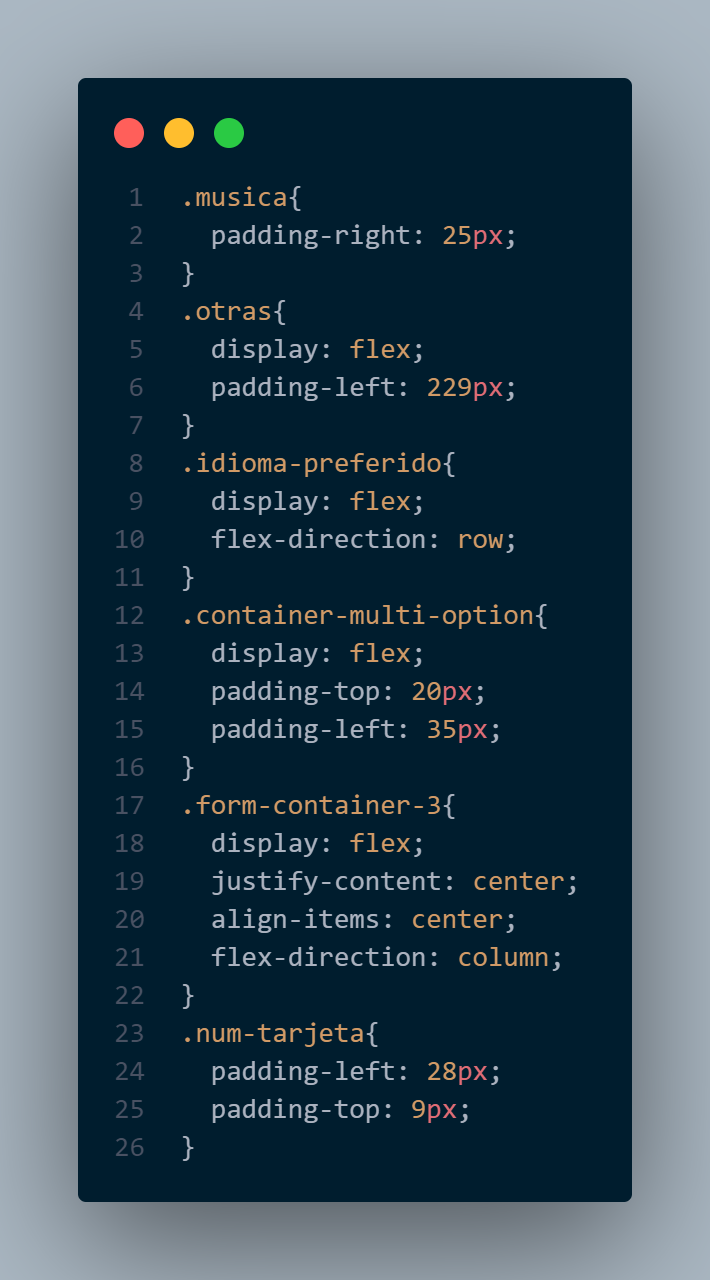 1 .musica{
2   padding-right: 25px;
3 }
4 .otras{
5   display: flex;
6   padding-left: 229px;
7 }
8 .idioma-preferido{
9   display: flex;
10   flex-direction: row;
11 }
12 .container-multi-option{
13   display: flex;
14   padding-top: 20px;
15   padding-left: 35px;
16 }
17 .form-container-3{
18   display: flex;
19   justify-content: center;
20   align-items: center;
21   flex-direction: column;
22 }
23 .num-tarjeta{
24   padding-left: 28px;
25   padding-top: 9px;
26 }